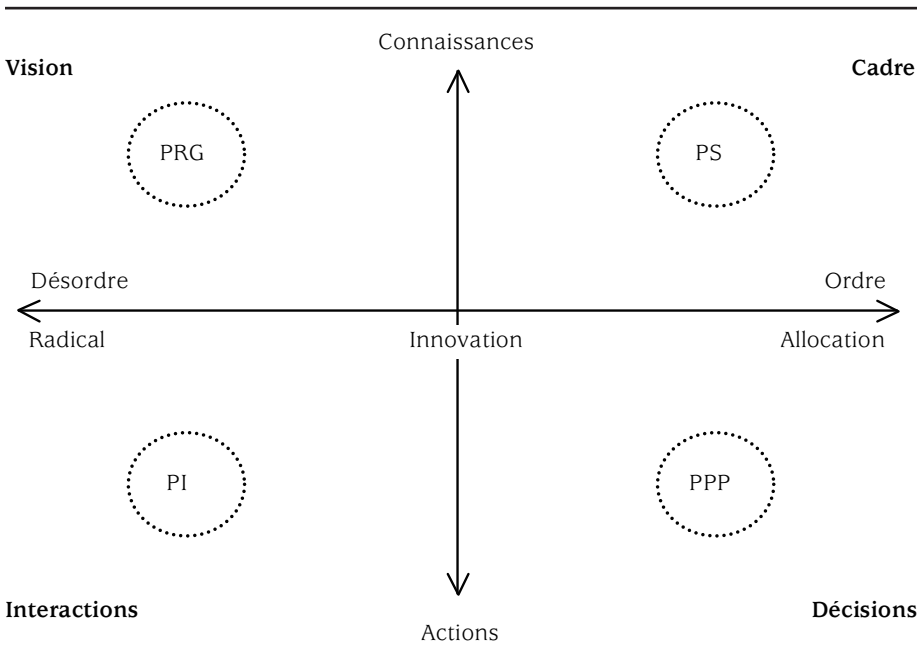 Connaissances
Vision
Cadre
PRG
PS
Désordre
Ordre
Radical
Innovation
Allocation
PI
PPP
Interactions
Décisions
Actions